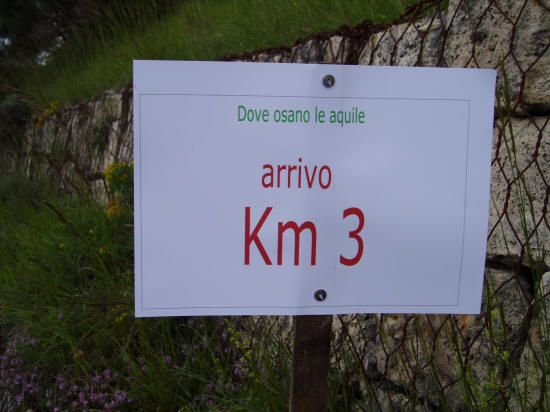 Dove osano le aquile
arrivo
Km 3